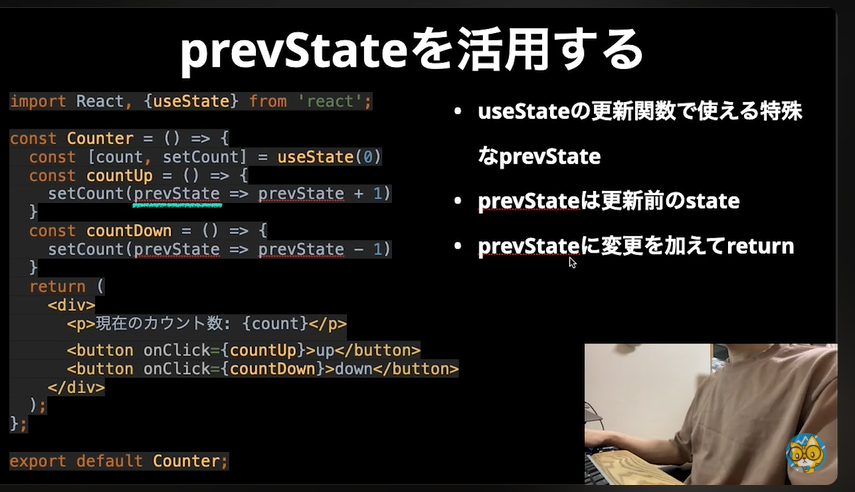 prevStateを活用する
import React, {useState} from 'react';
const Counter = () => {
const [count, setCount] = useState(0)
const countUp = () => {
setCount(prevState => prevState + 1)
}
const countDown = () => {
setCount(prevState => prevState − 1)
}
return (
<div>
<p>現在のカウント数: {count}</p>
<button onClick={countUp}>up</button>
<button onClick={countDown}>down</button>
</div>
);
};
export default Counter;
• useStateの更新関数で使える特殊
なprevState
• prevStateは更新前のstate
• prevStateに変更を加えてreturn